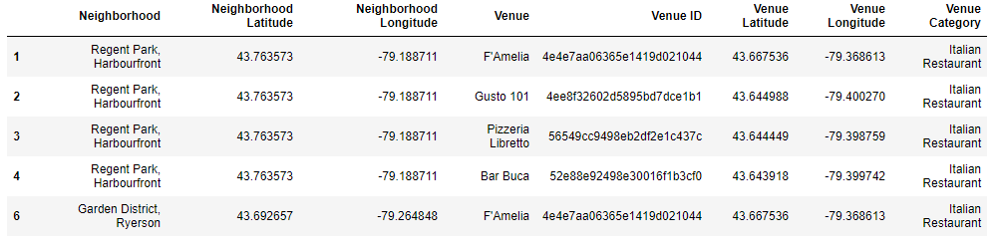 Neighborhood Neighborhood Latitude Neighborhood Longitude Venue Venue ID Venue Latitude Venue Longitude Venue Category
1 Regent Park, Harbourfront 43.763573 -79.188711 F'Amelia 4e4e7aa06365e1419d021044 43.667536 -79.368613 Italian Restaurant
2 Regent Park, Harbourfront 43.763573 -79.188711 Gusto 101 4ee8f32602d5895bd7dce1b1 43.644988 -79.400270 Italian Restaurant
3 Regent Park, Harbourfront 43.763573 -79.188711 Pizzeria Libretto 56549cc9498eb2df2e1c437c 43.644449 -79.398759 Italian Restaurant
4 Regent Park, Harbourfront 43.763573 -79.188711 Bar Buca 52e88e92498e30016f1b3cf0 43.643918 -79.399742 Italian Restaurant
6 Garden District, Ryerson 43.692657 -79.264848 F'Amelia 4e4e7aa06365e1419d021044 43.667536 -79.368613 Italian Restaurant